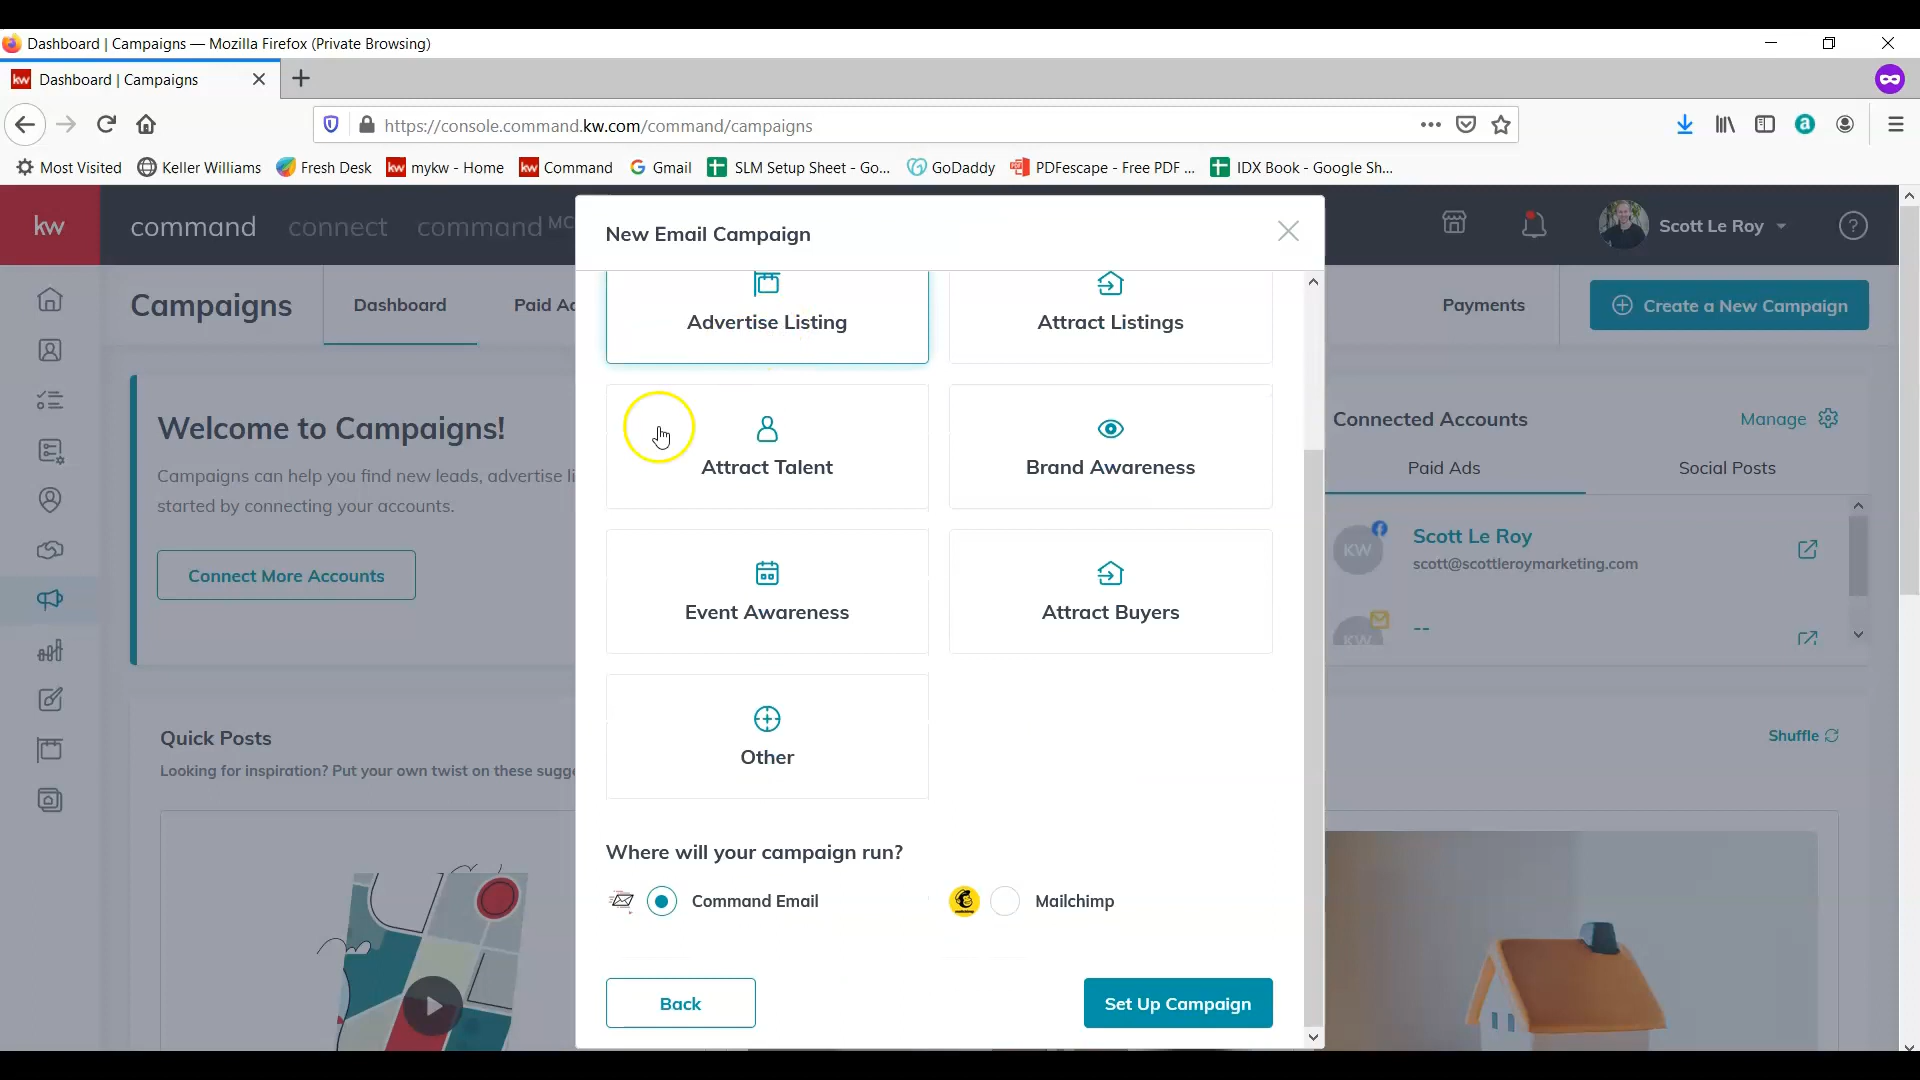 Dashboard | Campaigns — Mozilla Firefox (Private Browsing)
kw Dashboard | Campaigns
https://console.command.kw.com/command/campaigns
Most Visited Keller Williams Fresh Desk kw mykw - Home kw Command Gmail SLM Setup Sheet - Go... GoDaddy PDFescape - Free PDF ... IDX Book - Google Sh...
kw command connect command MC
New Email Campaign
Scott Le Roy
Campaigns Dashboard Paid Ad
Payments
Create a New Campaign
Advertise Listing
Attract Listings
Attract Talent
Brand Awareness
Event Awareness
Attract Buyers
Other
Where will your campaign run?
Command Email
Mailchimp
Back
Set Up Campaign
Welcome to Campaigns!
Campaigns can help you find new leads, advertise li
started by connecting your accounts.
Connect More Accounts
Connected Accounts
Manage
Paid Ads
Social Posts
KW
Scott Le Roy
scott@scottleroymarketing.com
KW
--
Quick Posts
Looking for inspiration? Put your own twist on these sugge
Shuffle